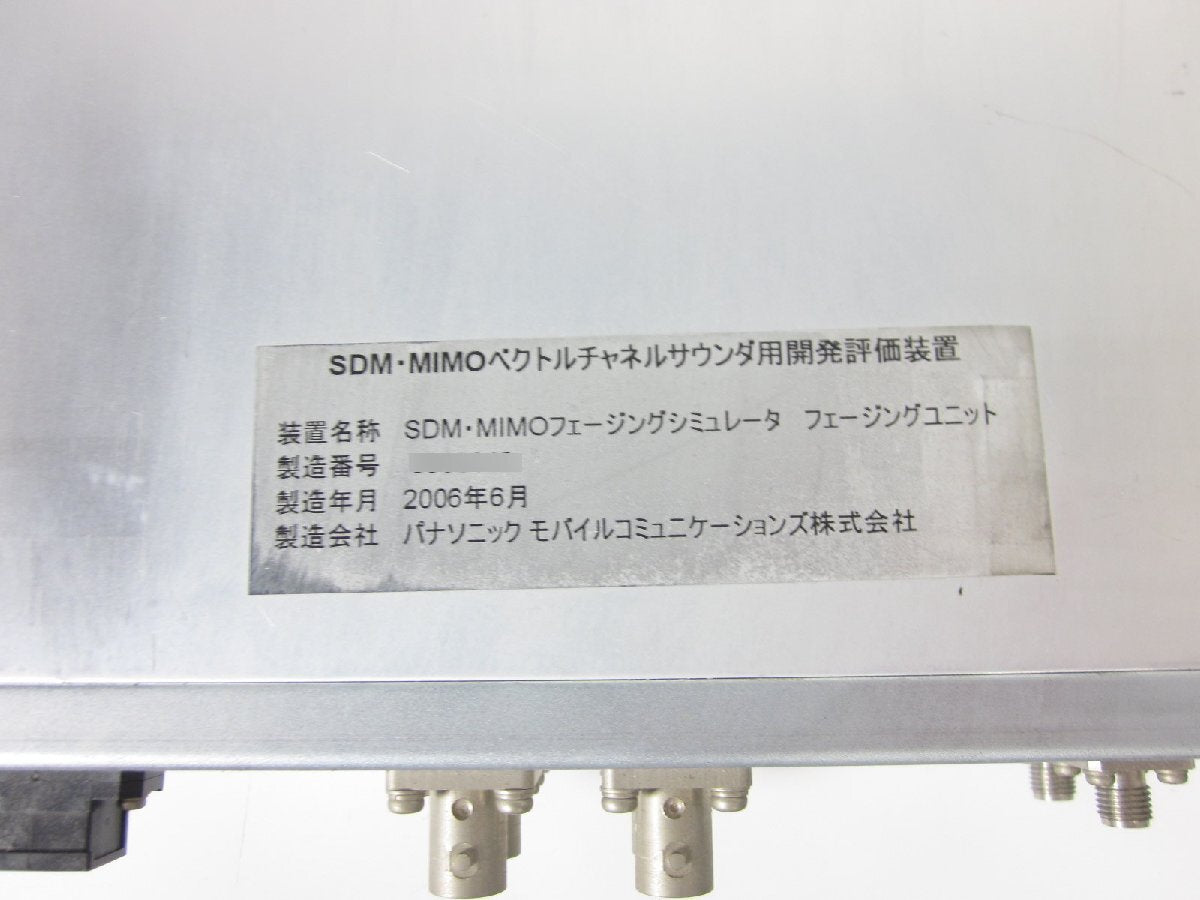 SDM・MIMOベクトルチャネルサウンダ用開発評価装置
装置名称 SDM・MIMOフェージングシミュレータ フェージングユニット
製造番号
製造年月 2006年6月
製造会社 パナソニック モバイルコミュニケーションズ株式会社